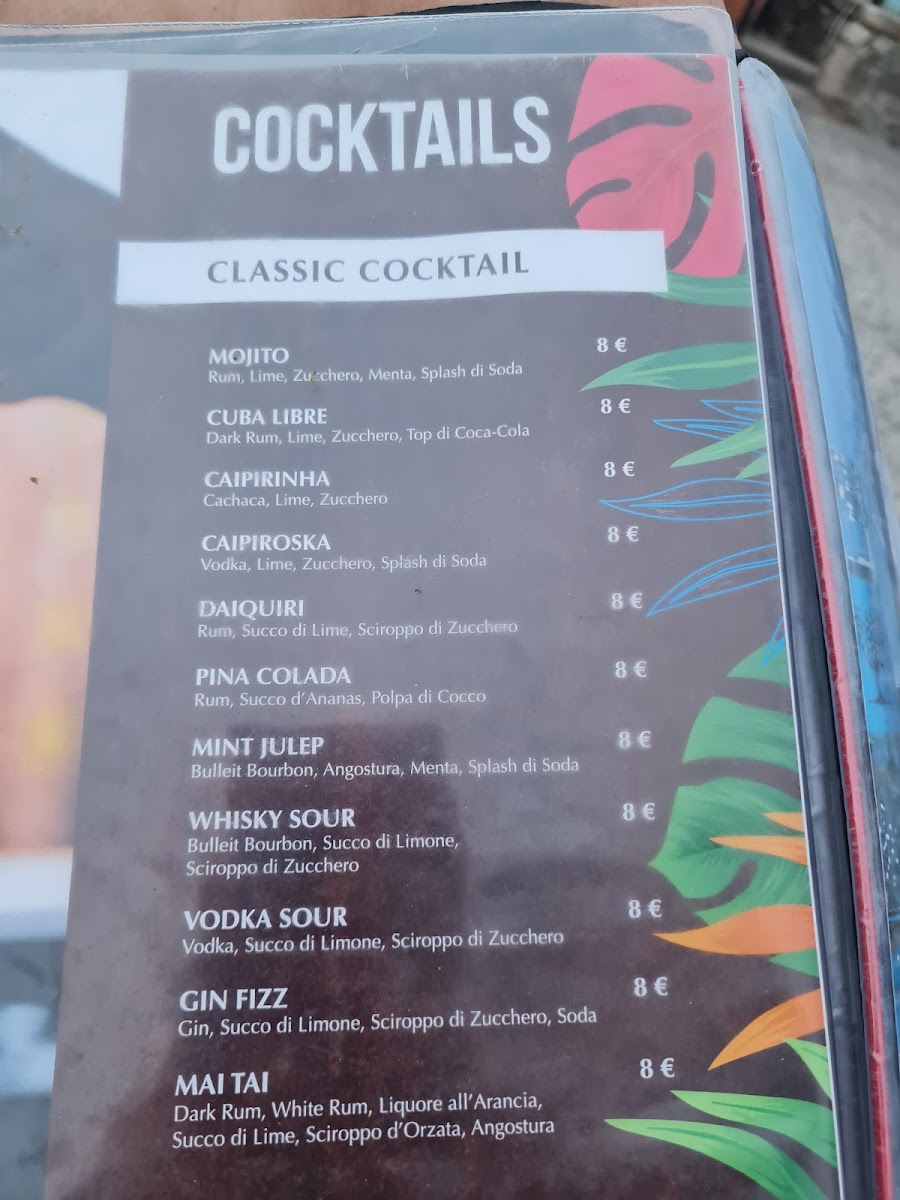 COCKTAILS
CLASSIC COCKTAIL
MOJITO 8 €
Rum, Lime, Zucchero, Menta, Splash di Soda
CUBA LIBRE 8 €
Dark Rum, Lime, Zucchero, Top di Coca-Cola
CAIPIRINHA 8 €
Cachaca, Lime, Zucchero
CAIPIROSKA 8 €
Vodka, Lime, Zucchero, Splash di Soda
DAIQUIRI 8 €
Rum, Succo di Lime, Sciroppo di Zucchero
PINA COLADA 8 €
Rum, Succo d'Ananas, Polpa di Cocco
MINT JULEP 8 €
Bulleit Bourbon, Angostura, Menta, Splash di Soda
WHISKY SOUR 8 €
Bulleit Bourbon, Succo di Limone,
Sciroppo di Zucchero
VODKA SOUR 8 €
Vodka, Succo di Limone, Sciroppo di Zucchero
GIN FIZZ 8 €
Gin, Succo di Limone, Sciroppo di Zucchero, Soda
MAI TAI 8 €
Dark Rum, White Rum, Liquore all'Arancia,
Succo di Lime, Sciroppo d'Orzata, Angostura